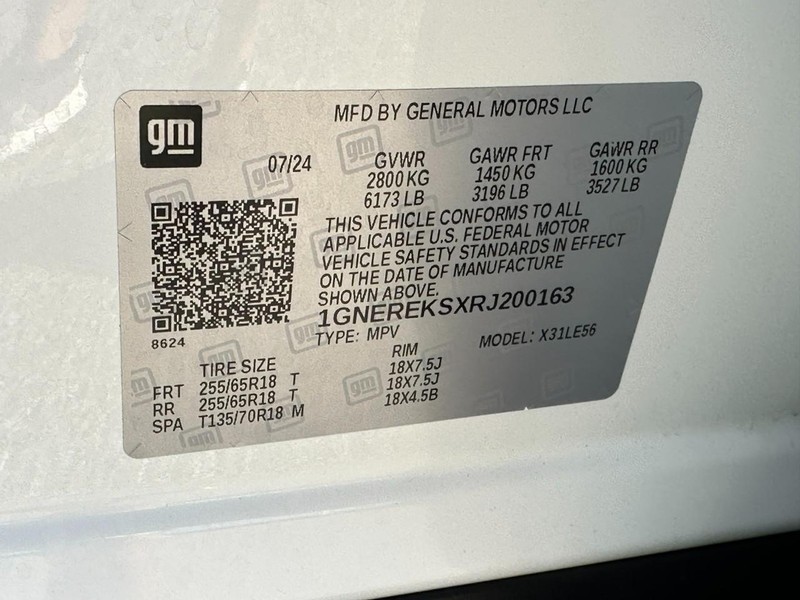 gm
MFD BY GENERAL MOTORS LLC
07/24
GVWR GAWR FRT GAWR RR
2800 KG 1450 KG 1600 KG
6173 LB 3196 LB 3527 LB
THIS VEHICLE CONFORMS TO ALL
APPLICABLE U.S. FEDERAL MOTOR
VEHICLE SAFETY STANDARDS IN EFFECT
ON THE DATE OF MANUFACTURE
SHOWN ABOVE.
1GNEREKSXRJ200163
8624
TYPE: MPV MODEL: X31LE56
TIRE SIZE RIM
FRT 255/65R18 T 18X7.5J
RR 255/65R18 T 18X7.5J
SPA T135/70R18 M 18X4.5B